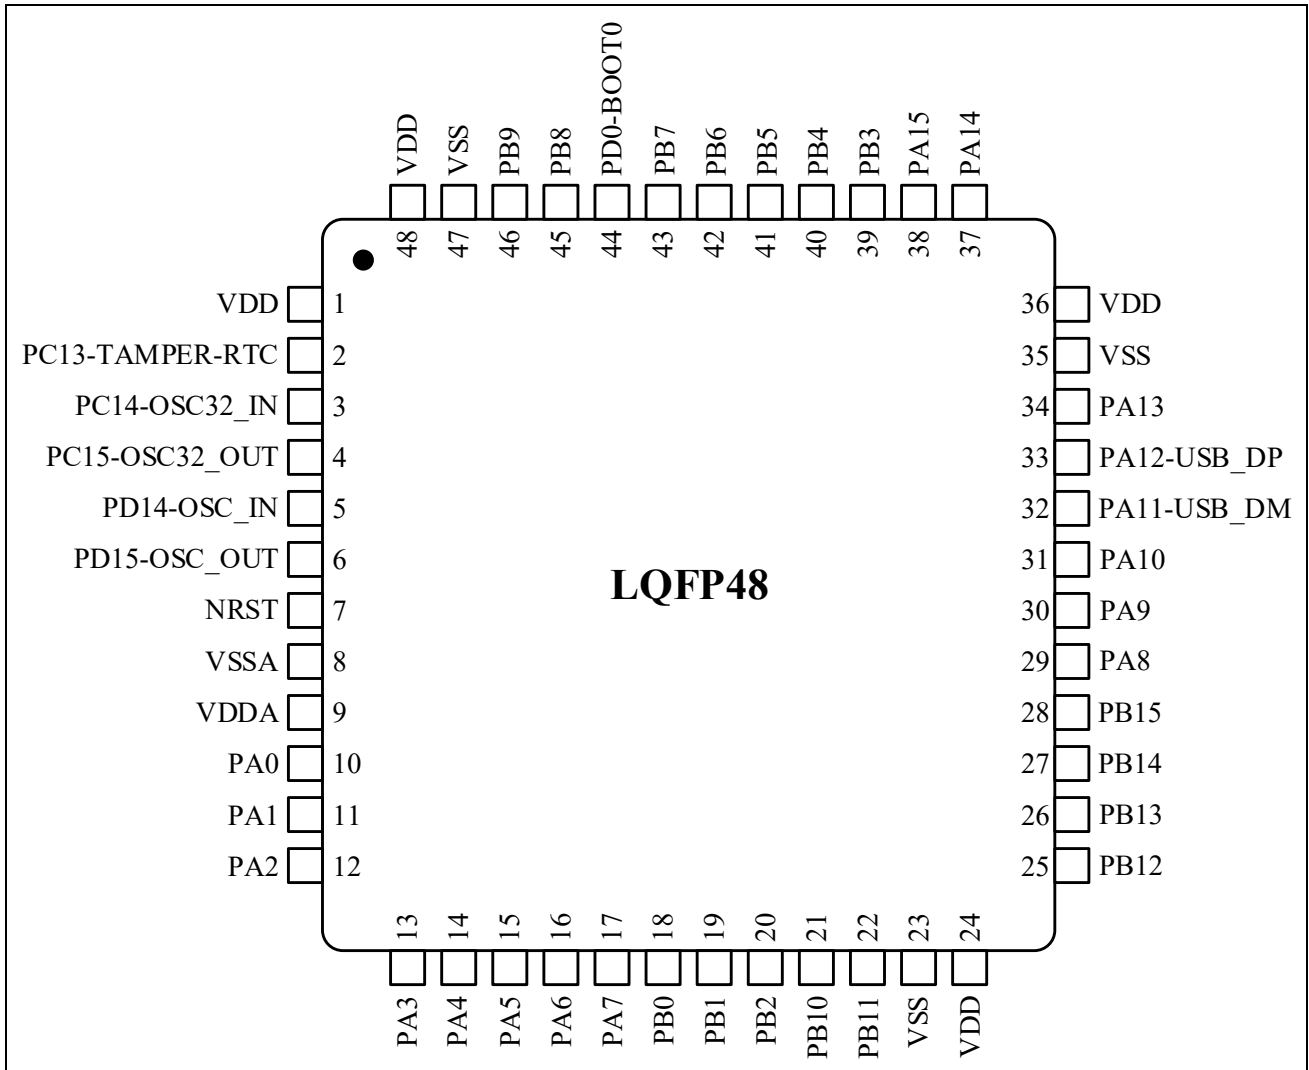 VDD
VSS
PB9
PB8
PD0-BOOT0
PB7
PB6
PB5
PB4
PB3
PA15
PA14
48
47
46
45
44
43
42
41
40
39
38
37
VDD 1
PC13-TAMPER-RTC 2
PC14-OSC32_IN 3
PC15-OSC32_OUT 4
PD14-OSC_IN 5
PD15-OSC_OUT 6
NRST 7
VSSA 8
VDDA 9
PA0 10
PA1 11
PA2 12
LQFP48
36 VDD
35 VSS
34 PA13
33 PA12-USB_DP
32 PA11-USB_DM
31 PA10
30 PA9
29 PA8
28 PB15
27 PB14
26 PB13
25 PB12
13
14
15
16
17
18
19
20
21
22
23
24
PA3
PA4
PA5
PA6
PA7
PB0
PB1
PB2
PB10
PB11
VSS
VDD